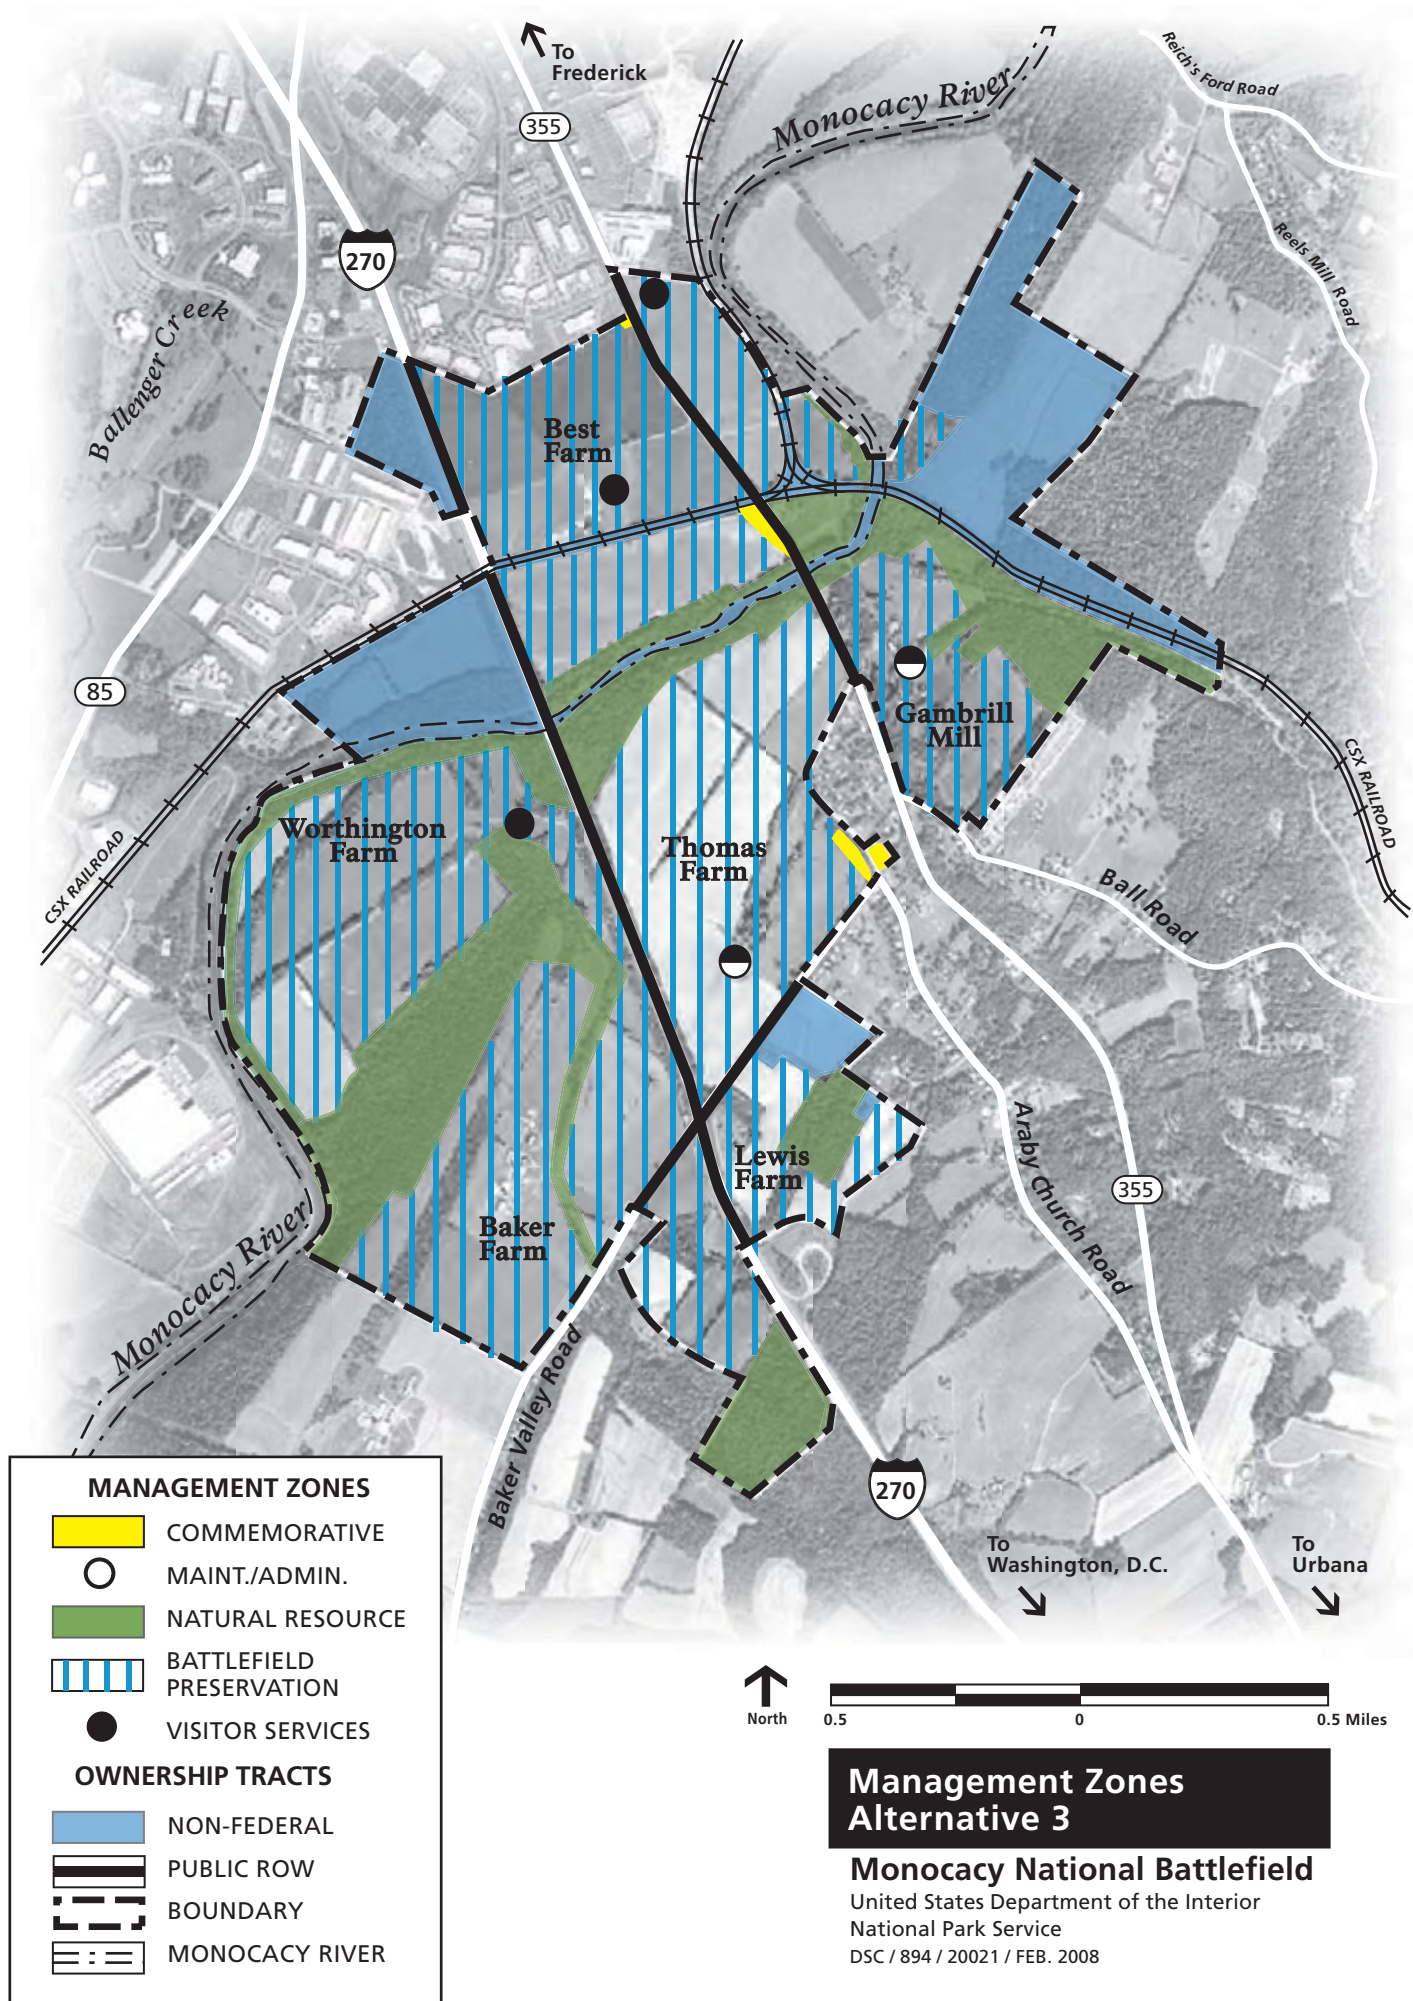 To
Frederick
355
Monocacy River
Reich's Ford Road
Reels Mill Road
270
Ballenger Creek
Best
Farm
85
Gambrill
Mill
CSX RAILROAD
Worthington
Farm
Thomas
Farm
CSX RAILROAD
Ball Road
Araby Church Road
355
Lewis
Farm
Baker
Farm
Monocacy River
Baker Valley Road
270
To
Washington, D.C.
To
Urbana
MANAGEMENT ZONES
COMMEMORATIVE
MAINT./ADMIN.
NATURAL RESOURCE
BATTLEFIELD
PRESERVATION
VISITOR SERVICES
OWNERSHIP TRACTS
NON-FEDERAL
PUBLIC ROW
BOUNDARY
MONOCACY RIVER
North
0.5 0 0.5 Miles
Management Zones
Alternative 3
Monocacy National Battlefield
United States Department of the Interior
National Park Service
DSC / 894 / 20021 / FEB. 2008